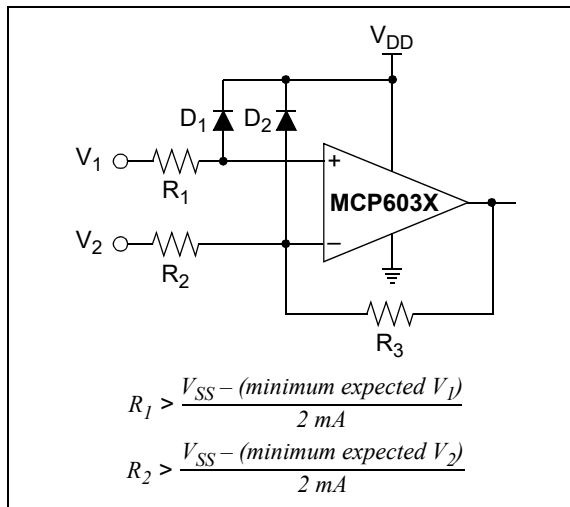 V_DD
D_1 D_2
V_1
+
R_1
MCP603X
V_2
–
R_2
R_3
R_1 > V_SS – (minimum expected V_1) / 2 mA
R_2 > V_SS – (minimum expected V_2) / 2 mA